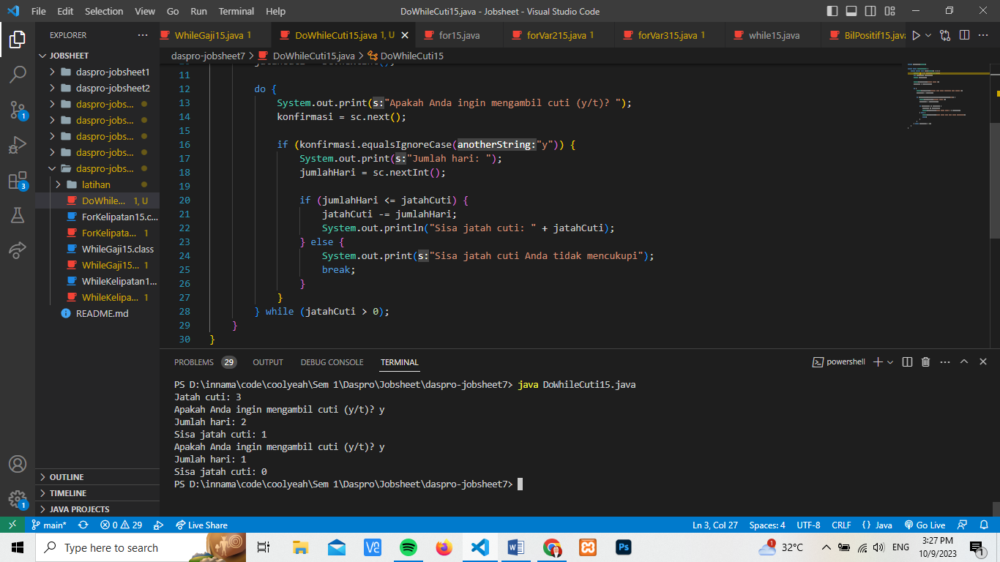 File Edit Selection View Go Run Terminal Help DoWhileCuti15.java - Jobsheet - Visual Studio Code
EXPLORER ...
WhileGaji15.java 1 DoWhileCuti15.java 1, U for15.java forVar215.java 1 forVar315.java 1 while15.java BilPositif15.java
daspro-jobsheet7 > DoWhileCuti15.java > DoWhileCuti15
JOBSHEET
daspro-jobsheet1
daspro-jobsheet2
daspro-jobs...
daspro-jobs...
daspro-jobs...
daspro-jobs...
daspro-jobs...
latihan
DoWhile... 1, U
ForKelipatan15.c...
ForKelipata... 1
WhileGaji15.class
WhileGaji15... 1
WhileKelipatan1...
WhileKelipa... 1
README.md
OUTLINE
TIMELINE
JAVA PROJECTS
11
12 do {
13 System.out.print(s:"Apakah Anda ingin mengambil cuti (y/t)? ");
14 konfirmasi = sc.next();
15
16 if (konfirmasi.equalsIgnoreCase(anotherString:"y")) {
17 System.out.print(s:"Jumlah hari: ");
18 jumlahHari = sc.nextInt();
19
20 if (jumlahHari <= jatahCuti) {
21 jatahCuti -= jumlahHari;
22 System.out.println("Sisa jatah cuti: " + jatahCuti);
23 } else {
24 System.out.print(s:"Sisa jatah cuti Anda tidak mencukupi");
25 break;
26 }
27 }
28 } while (jatahCuti > 0);
29 }
30 }
PROBLEMS 29 OUTPUT DEBUG CONSOLE TERMINAL powershell
PS D:\innama\code\coolyeah\Sem 1\Daspro\Jobsheet\daspro-jobsheet7> java DoWhileCuti15.java
Jatah cuti: 3
Apakah Anda ingin mengambil cuti (y/t)? y
Jumlah hari: 2
Sisa jatah cuti: 1
Apakah Anda ingin mengambil cuti (y/t)? y
Jumlah hari: 1
Sisa jatah cuti: 0
PS D:\innama\code\coolyeah\Sem 1\Daspro\Jobsheet\daspro-jobsheet7>
1
3
1
main* 0 29 Live Share Ln 3, Col 27 Spaces: 4 UTF-8 CRLF {} Java Go Live
Type here to search 1 32°C ENG 3:27 PM
10/9/2023 1